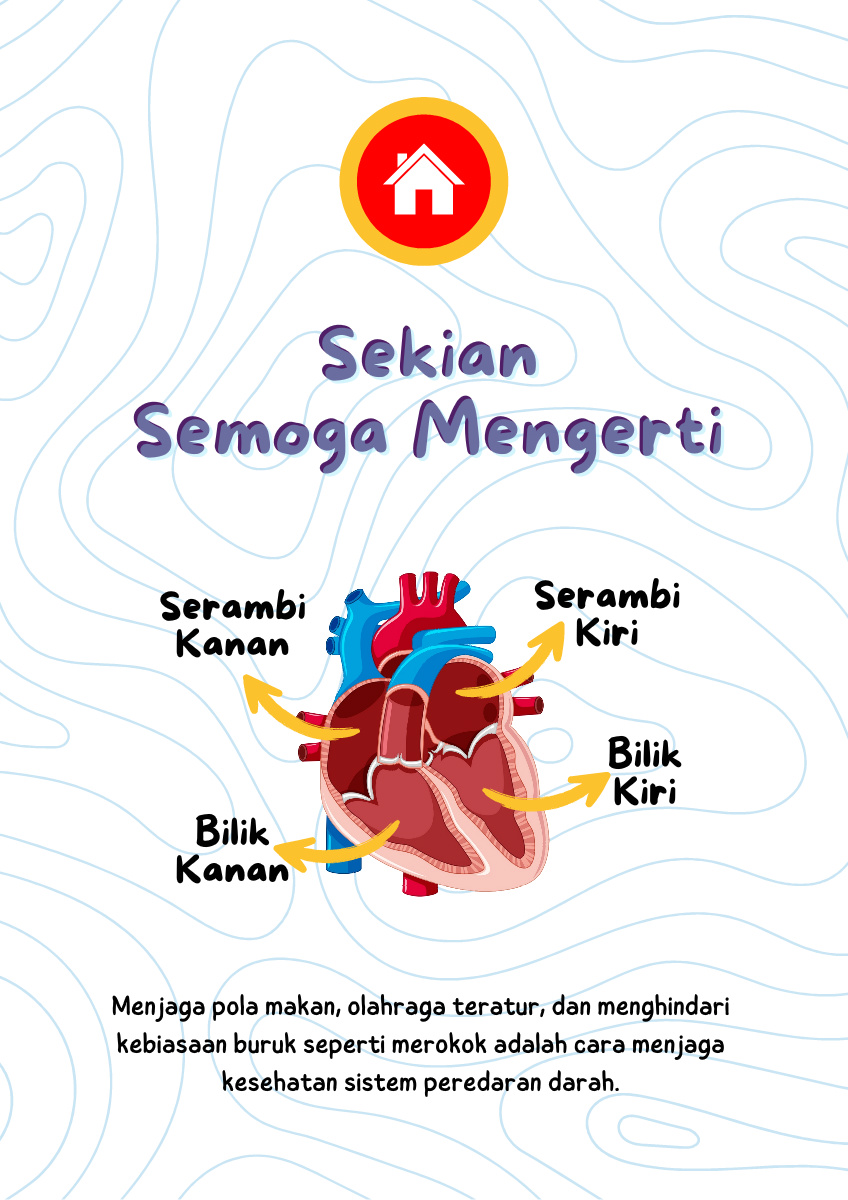 Sekian
Semoga Mengerti
Serambi
Kanan
Serambi
Kiri
Bilik
Kiri
Bilik
Kanan
Menjaga pola makan, olahraga teratur, dan menghindari
kebiasaan buruk seperti merokok adalah cara menjaga
kesehatan sistem peredaran darah.